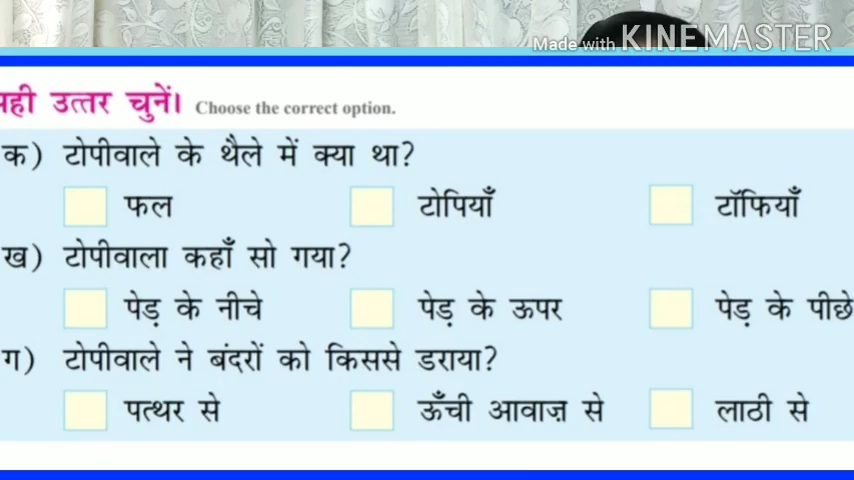 Made with KINEMASTER
सही उत्तर चुनें। Choose the correct option.
क) टोपीवाले के थैले में क्या था?
फल टोपियाँ टॉफियाँ
ख) टोपीवाला कहाँ सो गया?
पेड़ के नीचे पेड़ के ऊपर पेड़ के पीछे
ग) टोपीवाले ने बंदरों को किससे डराया?
पत्थर से ऊँची आवाज़ से लाठी से